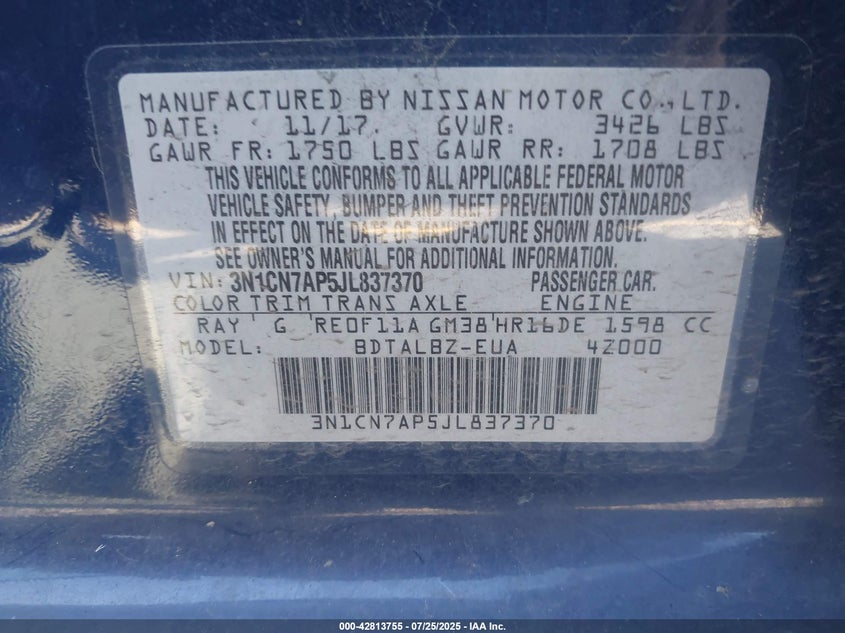 MANUFACTURED BY NISSAN MOTOR CO., LTD.
DATE: 11/17. GVWR: 3426 LBS
GAWR FR: 1750 LBS GAWR RR: 1708 LBS
THIS VEHICLE CONFORMS TO ALL APPLICABLE FEDERAL MOTOR
VEHICLE SAFETY, BUMPER AND THEFT PREVENTION STANDARDS
IN EFFECT ON THE DATE OF MANUFACTURE SHOWN ABOVE.
SEE OWNER'S MANUAL FOR ADDITIONAL INFORMATION.
VIN: 3N1CN7AP5JL837370 PASSENGER CAR.
COLOR TRIM TRANS AXLE ENGINE
RAY G RE0F11A GM38 HR16DE 1598 CC
MODEL: BDTALBZ-EUA 42000
3N1CN7AP5JL837370
000-42813755 - 07/25/2025 - IAA Inc.